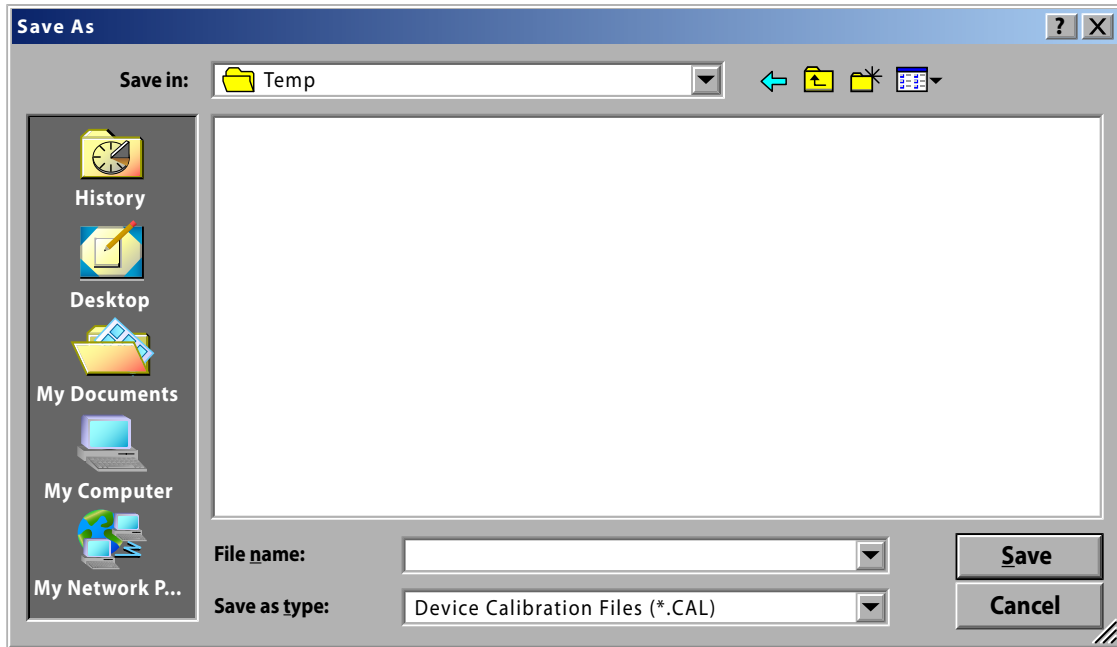 Save As
? X
Save in:
Temp
History
Desktop
My Documents
My Computer
My Network P...
File name:
Save as type:
Device Calibration Files (*.CAL)
Save
Cancel